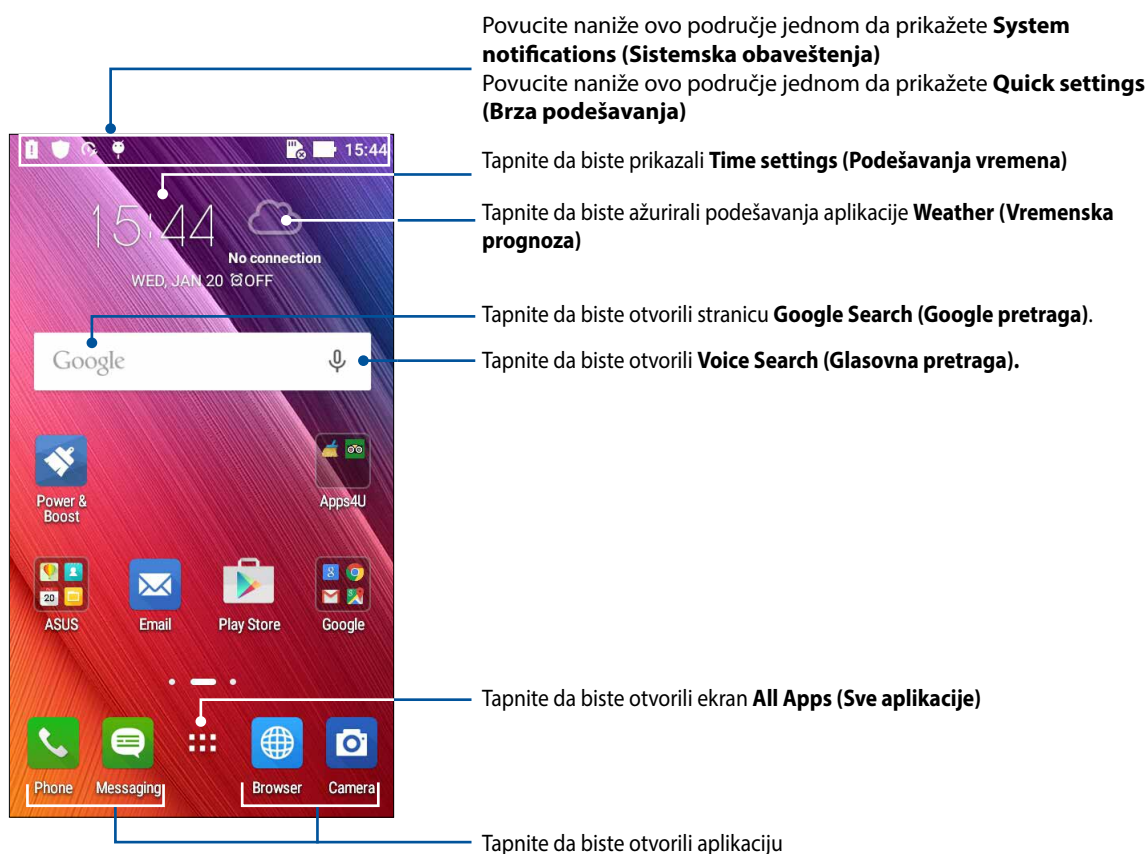 Povucite naniže ovo područje jednom da prikažete System
notifications (Sistemska obaveštenja)
Povucite naniže ovo područje jednom da prikažete Quick settings
(Brza podešavanja)
15:44
Tapnite da biste prikazali Time settings (Podešavanja vremena)
15:44
Tapnite da biste ažurirali podešavanja aplikacije Weather (Vremenska
prognoza)
No connection
WED, JAN 20 OFF
Tapnite da biste otvorili stranicu Google Search (Google pretraga).
Google
Tapnite da biste otvorili Voice Search (Glasovna pretraga).
Power &
Boost
Apps4U
20
8
ASUS
Email
Play Store
Google
Tapnite da biste otvorili ekran All Apps (Sve aplikacije)
Phone
Messaging
Browser
Camera
Tapnite da biste otvorili aplikaciju